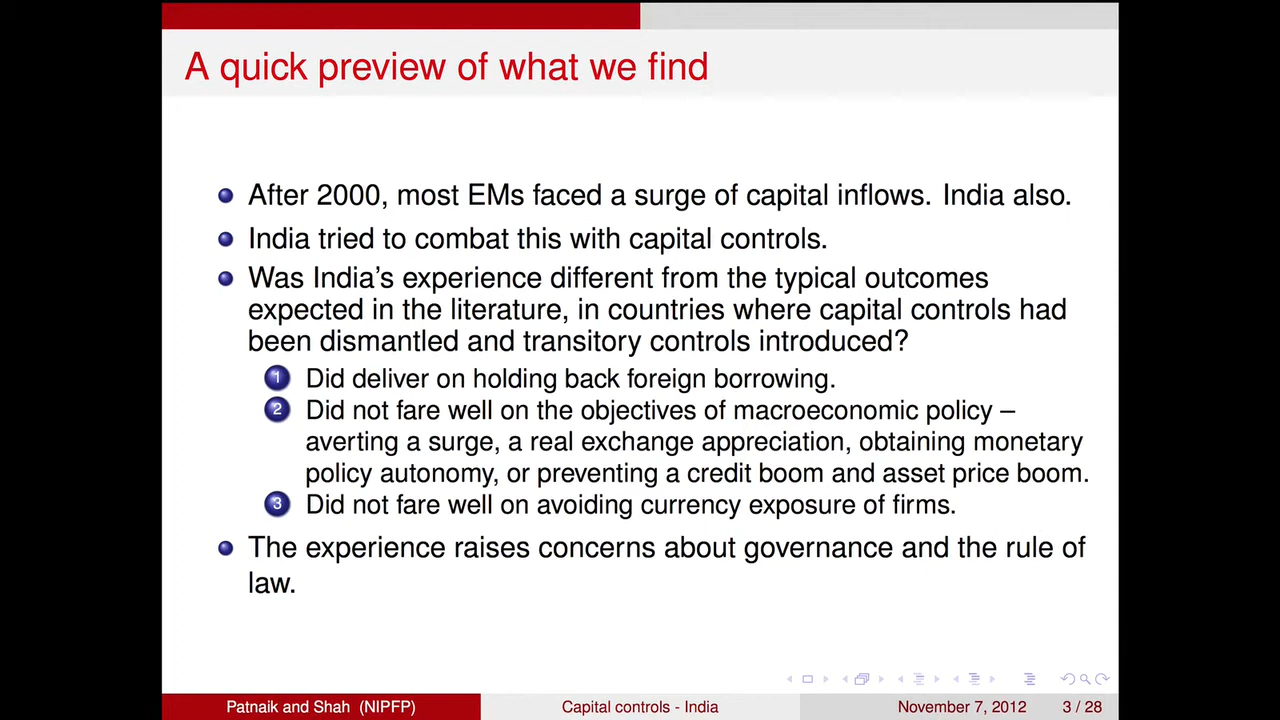 A quick preview of what we find
After 2000, most EMs faced a surge of capital inflows. India also.
India tried to combat this with capital controls.
Was India's experience different from the typical outcomes
expected in the literature, in countries where capital controls had
been dismantled and transitory controls introduced?
1 Did deliver on holding back foreign borrowing.
2 Did not fare well on the objectives of macroeconomic policy –
averting a surge, a real exchange appreciation, obtaining monetary
policy autonomy, or preventing a credit boom and asset price boom.
3 Did not fare well on avoiding currency exposure of firms.
The experience raises concerns about governance and the rule of
law.
Patnaik and Shah (NIPFP) Capital controls - India November 7, 2012 3 / 28